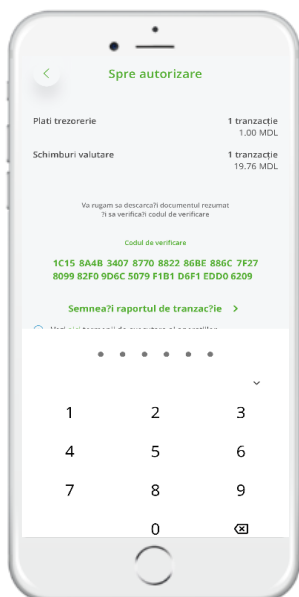 Spre autorizare
Plati trezorerie 1 tranzacție
1.00 MDL
Schimburi valutare 1 tranzacție
19.76 MDL
Va rugam sa descarca?i documentul rezumat
?i sa verifica?i codul de verificare
Codul de verificare
1C15 8A4B 3407 8770 8822 86BE 886C 7F27
8099 82F0 9D6C 5079 F1B1 D6F1 EDD0 6209
Semnea?i raportul de tranzac?ie
1 2 3
4 5 6
7 8 9
0